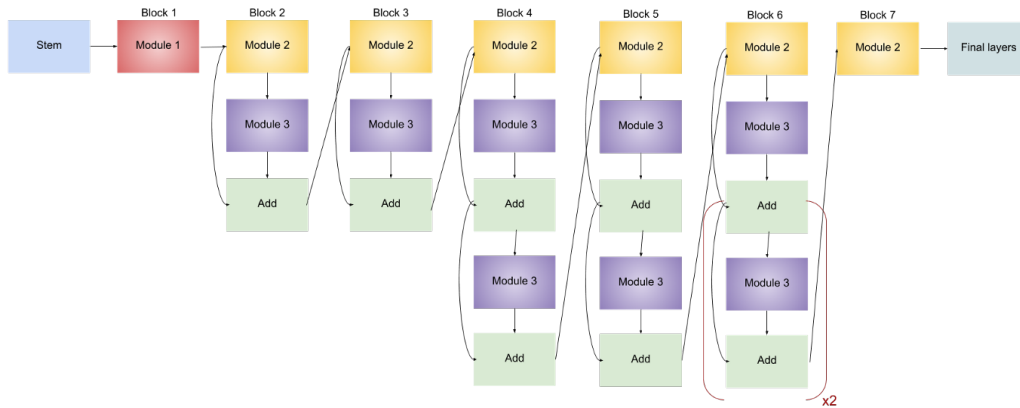 Block 1
Block 2
Block 3
Block 4
Block 5
Block 6
Block 7
Stem
Module 1
Module 2
Module 2
Module 2
Module 2
Module 2
Module 2
Final layers
Module 3
Module 3
Module 3
Module 3
Module 3
Add
Add
Add
Add
Add
Module 3
Module 3
Module 3
Add
Add
Add
x2